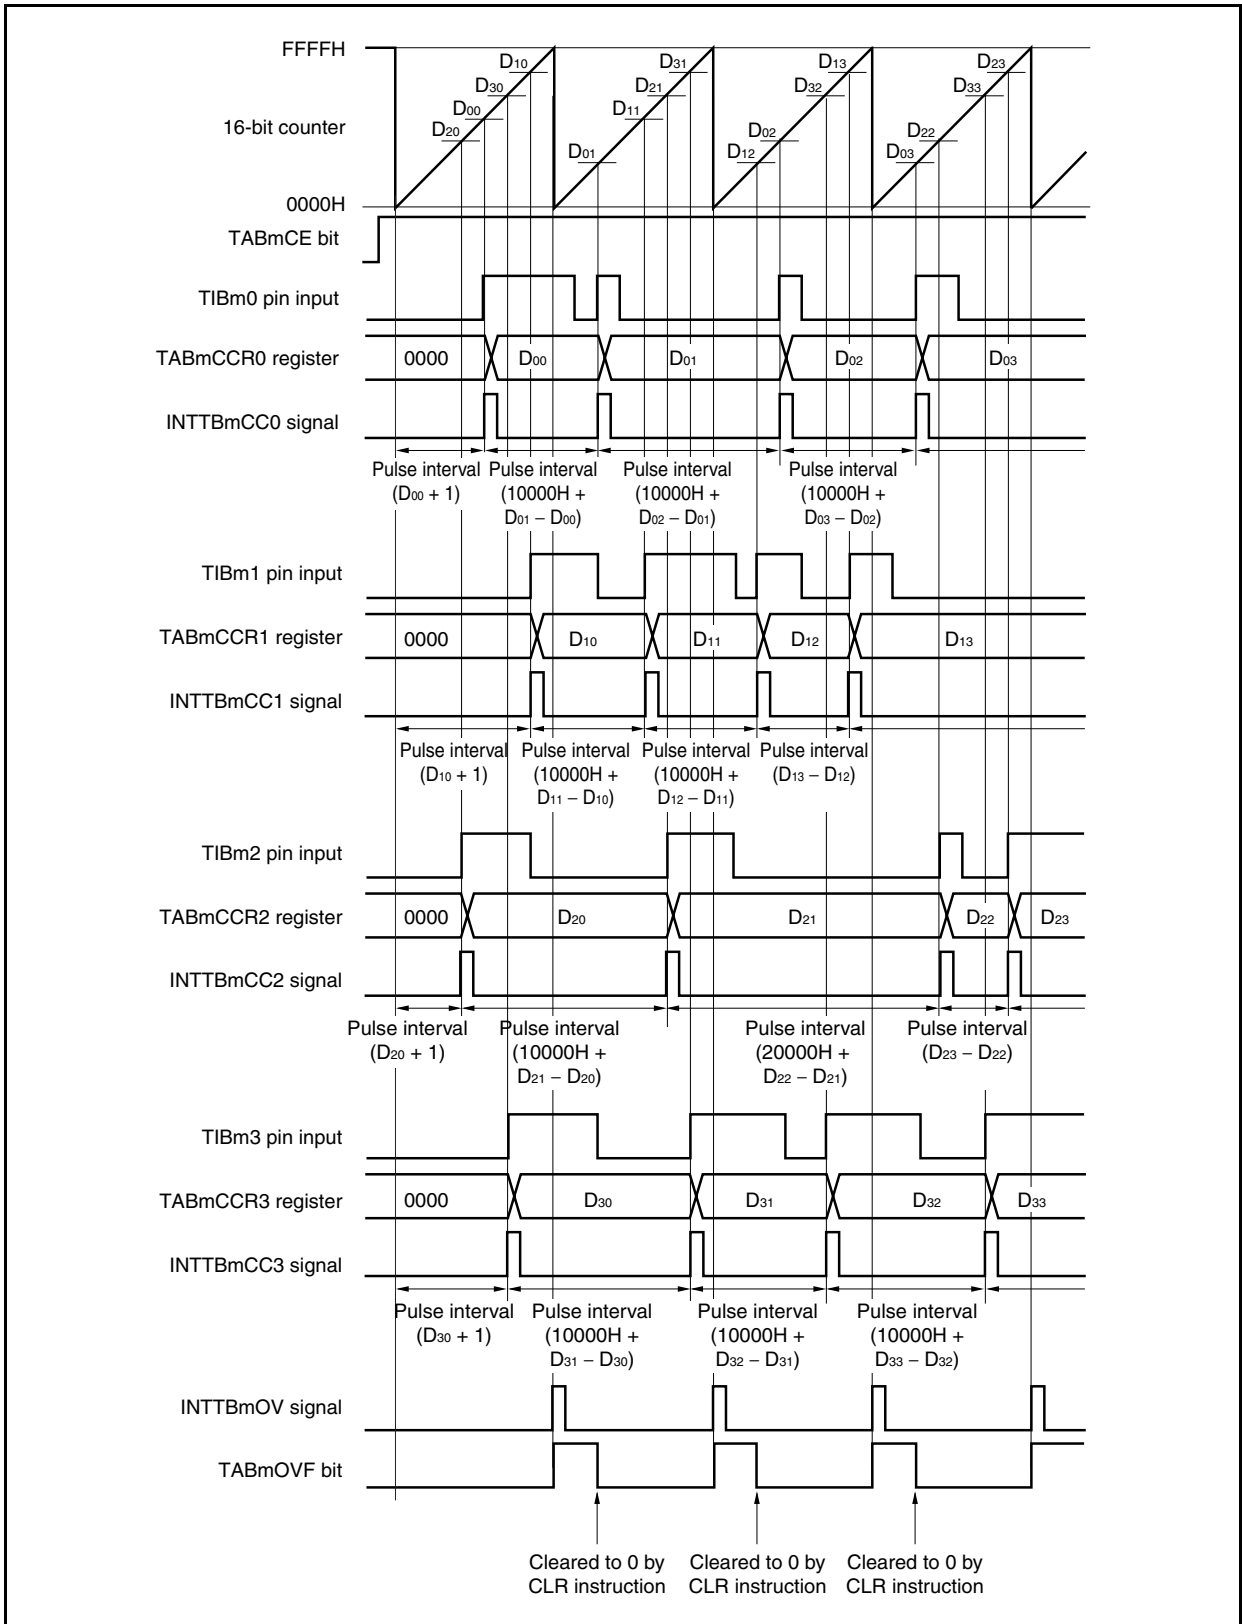 FFFFH
D10
D31
D13
D23
D30
D21
D32
D33
D00
D11
16-bit counter
D20
D02
D22
D01
D12
D03
0000H
TABmCE bit
TIBm0 pin input
TABmCCR0 register
0000
D00
D01
D02
D03
INTTBmCC0 signal
Pulse interval
(D00 + 1)
Pulse interval
(10000H +
D01 − D00)
Pulse interval
(10000H +
D02 − D01)
Pulse interval
(10000H +
D03 − D02)
TIBm1 pin input
TABmCCR1 register
0000
D10
D11
D12
D13
INTTBmCC1 signal
Pulse interval
(D10 + 1)
Pulse interval
(10000H +
D11 − D10)
Pulse interval
(10000H +
D12 − D11)
Pulse interval
(D13 − D12)
TIBm2 pin input
TABmCCR2 register
0000
D20
D21
D22
D23
INTTBmCC2 signal
Pulse interval
(D20 + 1)
Pulse interval
(10000H +
D21 − D20)
Pulse interval
(20000H +
D22 − D21)
Pulse interval
(D23 − D22)
TIBm3 pin input
TABmCCR3 register
0000
D30
D31
D32
D33
INTTBmCC3 signal
Pulse interval
(D30 + 1)
Pulse interval
(10000H +
D31 − D30)
Pulse interval
(10000H +
D32 − D31)
Pulse interval
(10000H +
D33 − D32)
INTTBmOV signal
TABmOVF bit
Cleared to 0 by
CLR instruction
Cleared to 0 by
CLR instruction
Cleared to 0 by
CLR instruction